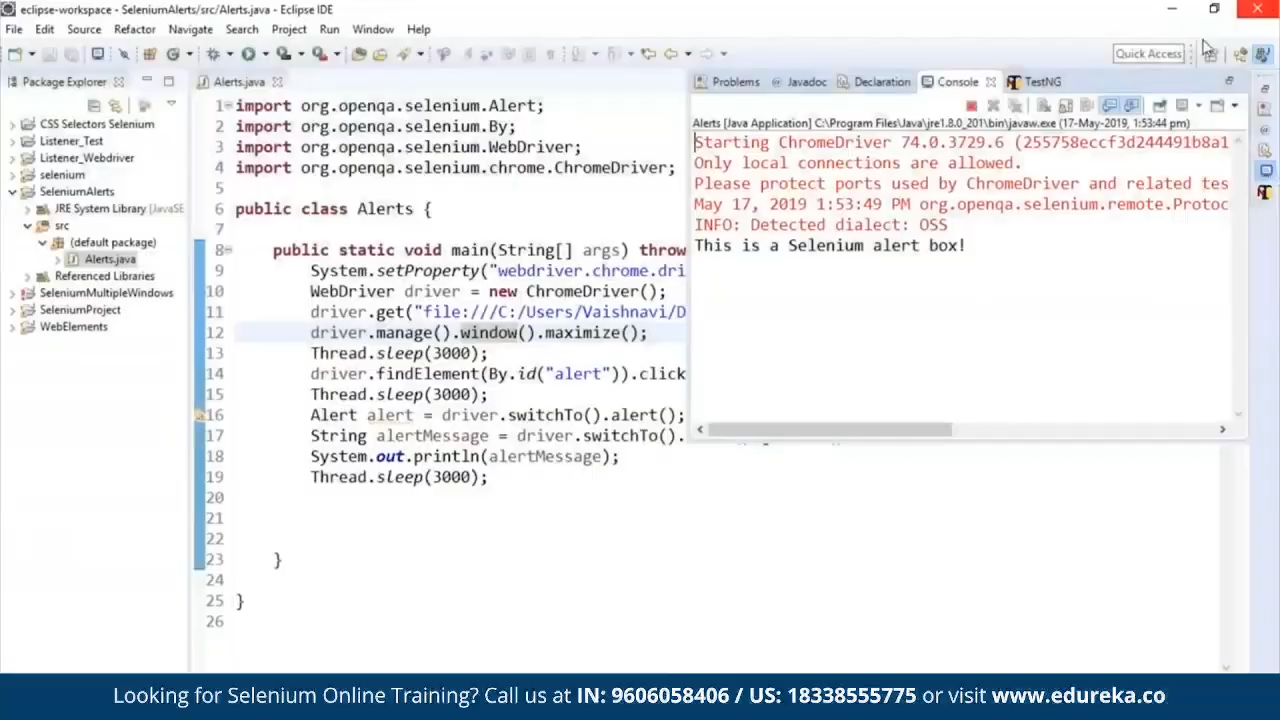 eclipse-workspace - SeleniumAlerts/src/Alerts.java - Eclipse IDE
File Edit Source Refactor Navigate Search Project Run Window Help
Quick Access
Package Explorer
CSS Selectors Selenium
Listener_Test
Listener_Webdriver
selenium
SeleniumAlerts
JRE System Library [JavaSE
src
(default package)
Alerts.java
Referenced Libraries
SeleniumMultipleWindows
SeleniumProject
WebElements
Alerts.java
1 import org.openqa.selenium.Alert;
2 import org.openqa.selenium.By;
3 import org.openqa.selenium.WebDriver;
4 import org.openqa.selenium.chrome.ChromeDriver;
5
6 public class Alerts {
7
8 public static void main(String[] args) throw
9 System.setProperty("webdriver.chrome.dri
10 WebDriver driver = new ChromeDriver();
11 driver.get("file:///C:/Users/Vaishnavi/D
12 driver.manage().window().maximize();
13 Thread.sleep(3000);
14 driver.findElement(By.id("alert")).click
15 Thread.sleep(3000);
16 Alert alert = driver.switchTo().alert();
17 String alertMessage = driver.switchTo().
18 System.out.println(alertMessage);
19 Thread.sleep(3000);
20
21
22
23 }
24
25 }
26
Problems Javadoc Declaration Console TestNG
Alerts [Java Application] C:\Program Files\Java\jre1.8.0_201\bin\javaw.exe (17-May-2019, 1:53:44 pm)
Starting ChromeDriver 74.0.3729.6 (255758eccf3d244491b8a1
Only local connections are allowed.
Please protect ports used by ChromeDriver and related tes
May 17, 2019 1:53:49 PM org.openqa.selenium.remote.Protoc
INFO: Detected dialect: OSS
This is a Selenium alert box!
Looking for Selenium Online Training? Call us at IN: 9606058406 / US: 18338555775 or visit www.edureka.co